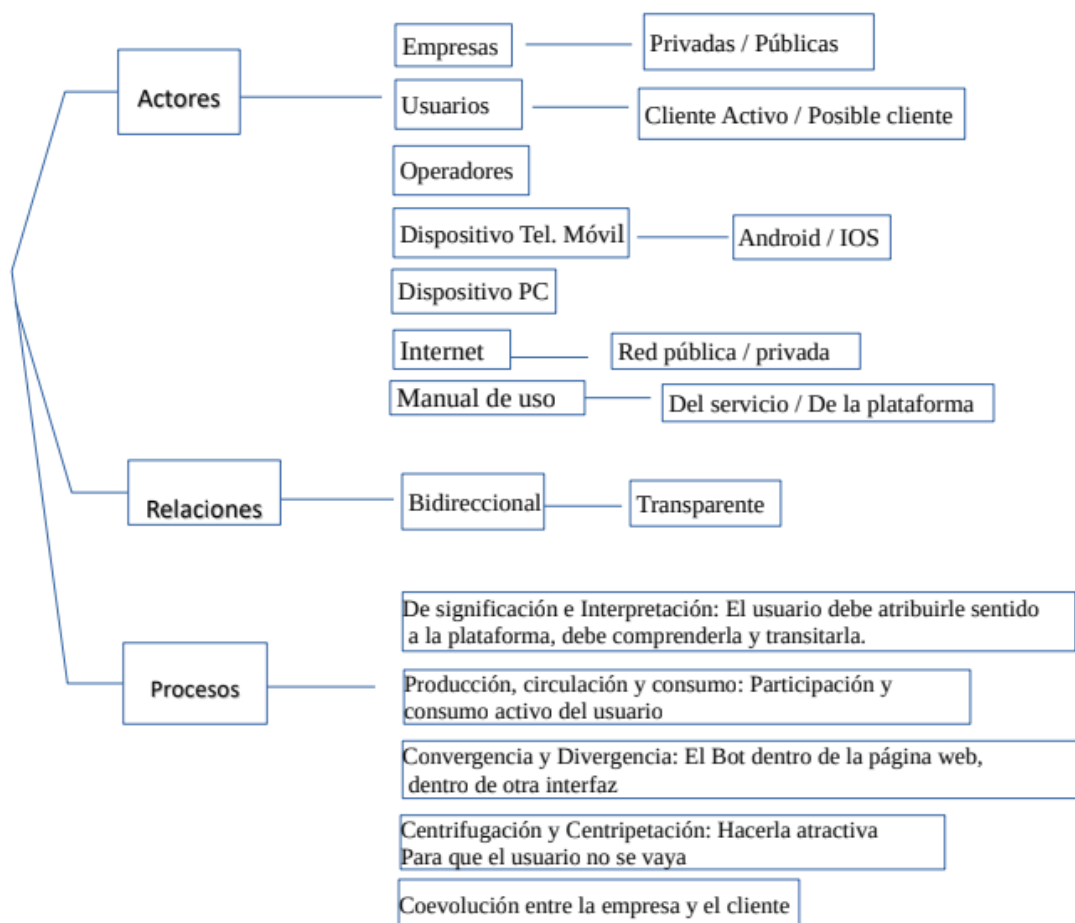 Actores
Empresas
Privadas / Públicas
Usuarios
Cliente Activo / Posible cliente
Operadores
Dispositivo Tel. Móvil
Android / IOS
Dispositivo PC
Internet
Red pública / privada
Manual de uso
Del servicio / De la plataforma
Relaciones
Bidireccional
Transparente
Procesos
De significación e Interpretación: El usuario debe atribuirle sentido
a la plataforma, debe comprenderla y transitarla.
Producción, circulación y consumo: Participación y
consumo activo del usuario
Convergencia y Divergencia: El Bot dentro de la página web,
dentro de otra interfaz
Centrifugación y Centripetación: Hacerla atractiva
Para que el usuario no se vaya
Coevolución entre la empresa y el cliente